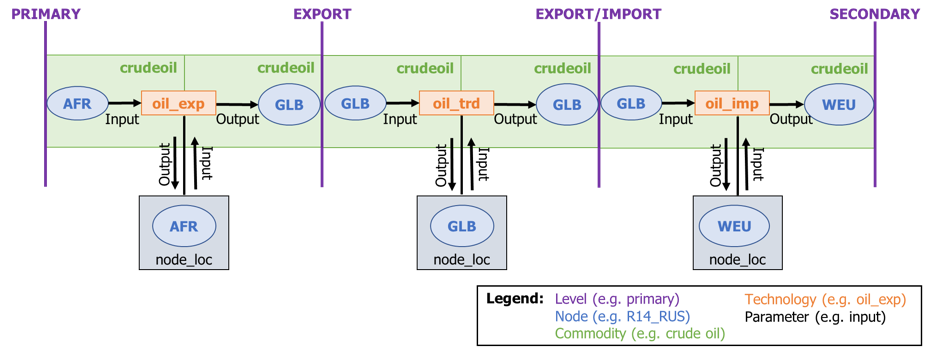 PRIMARY EXPORT EXPORT/IMPORT SECONDARY
crudeoil crudeoil crudeoil crudeoil crudeoil crudeoil
AFR oil_exp GLB GLB oil_trd GLB GLB oil_imp WEU
Input Output Input Output Input Output
Output Input Output Input Output Input
AFR GLB WEU
node_loc node_loc node_loc
Legend: Level (e.g. primary) Technology (e.g. oil_exp)
Node (e.g. R14_RUS) Parameter (e.g. input)
Commodity (e.g. crude oil)